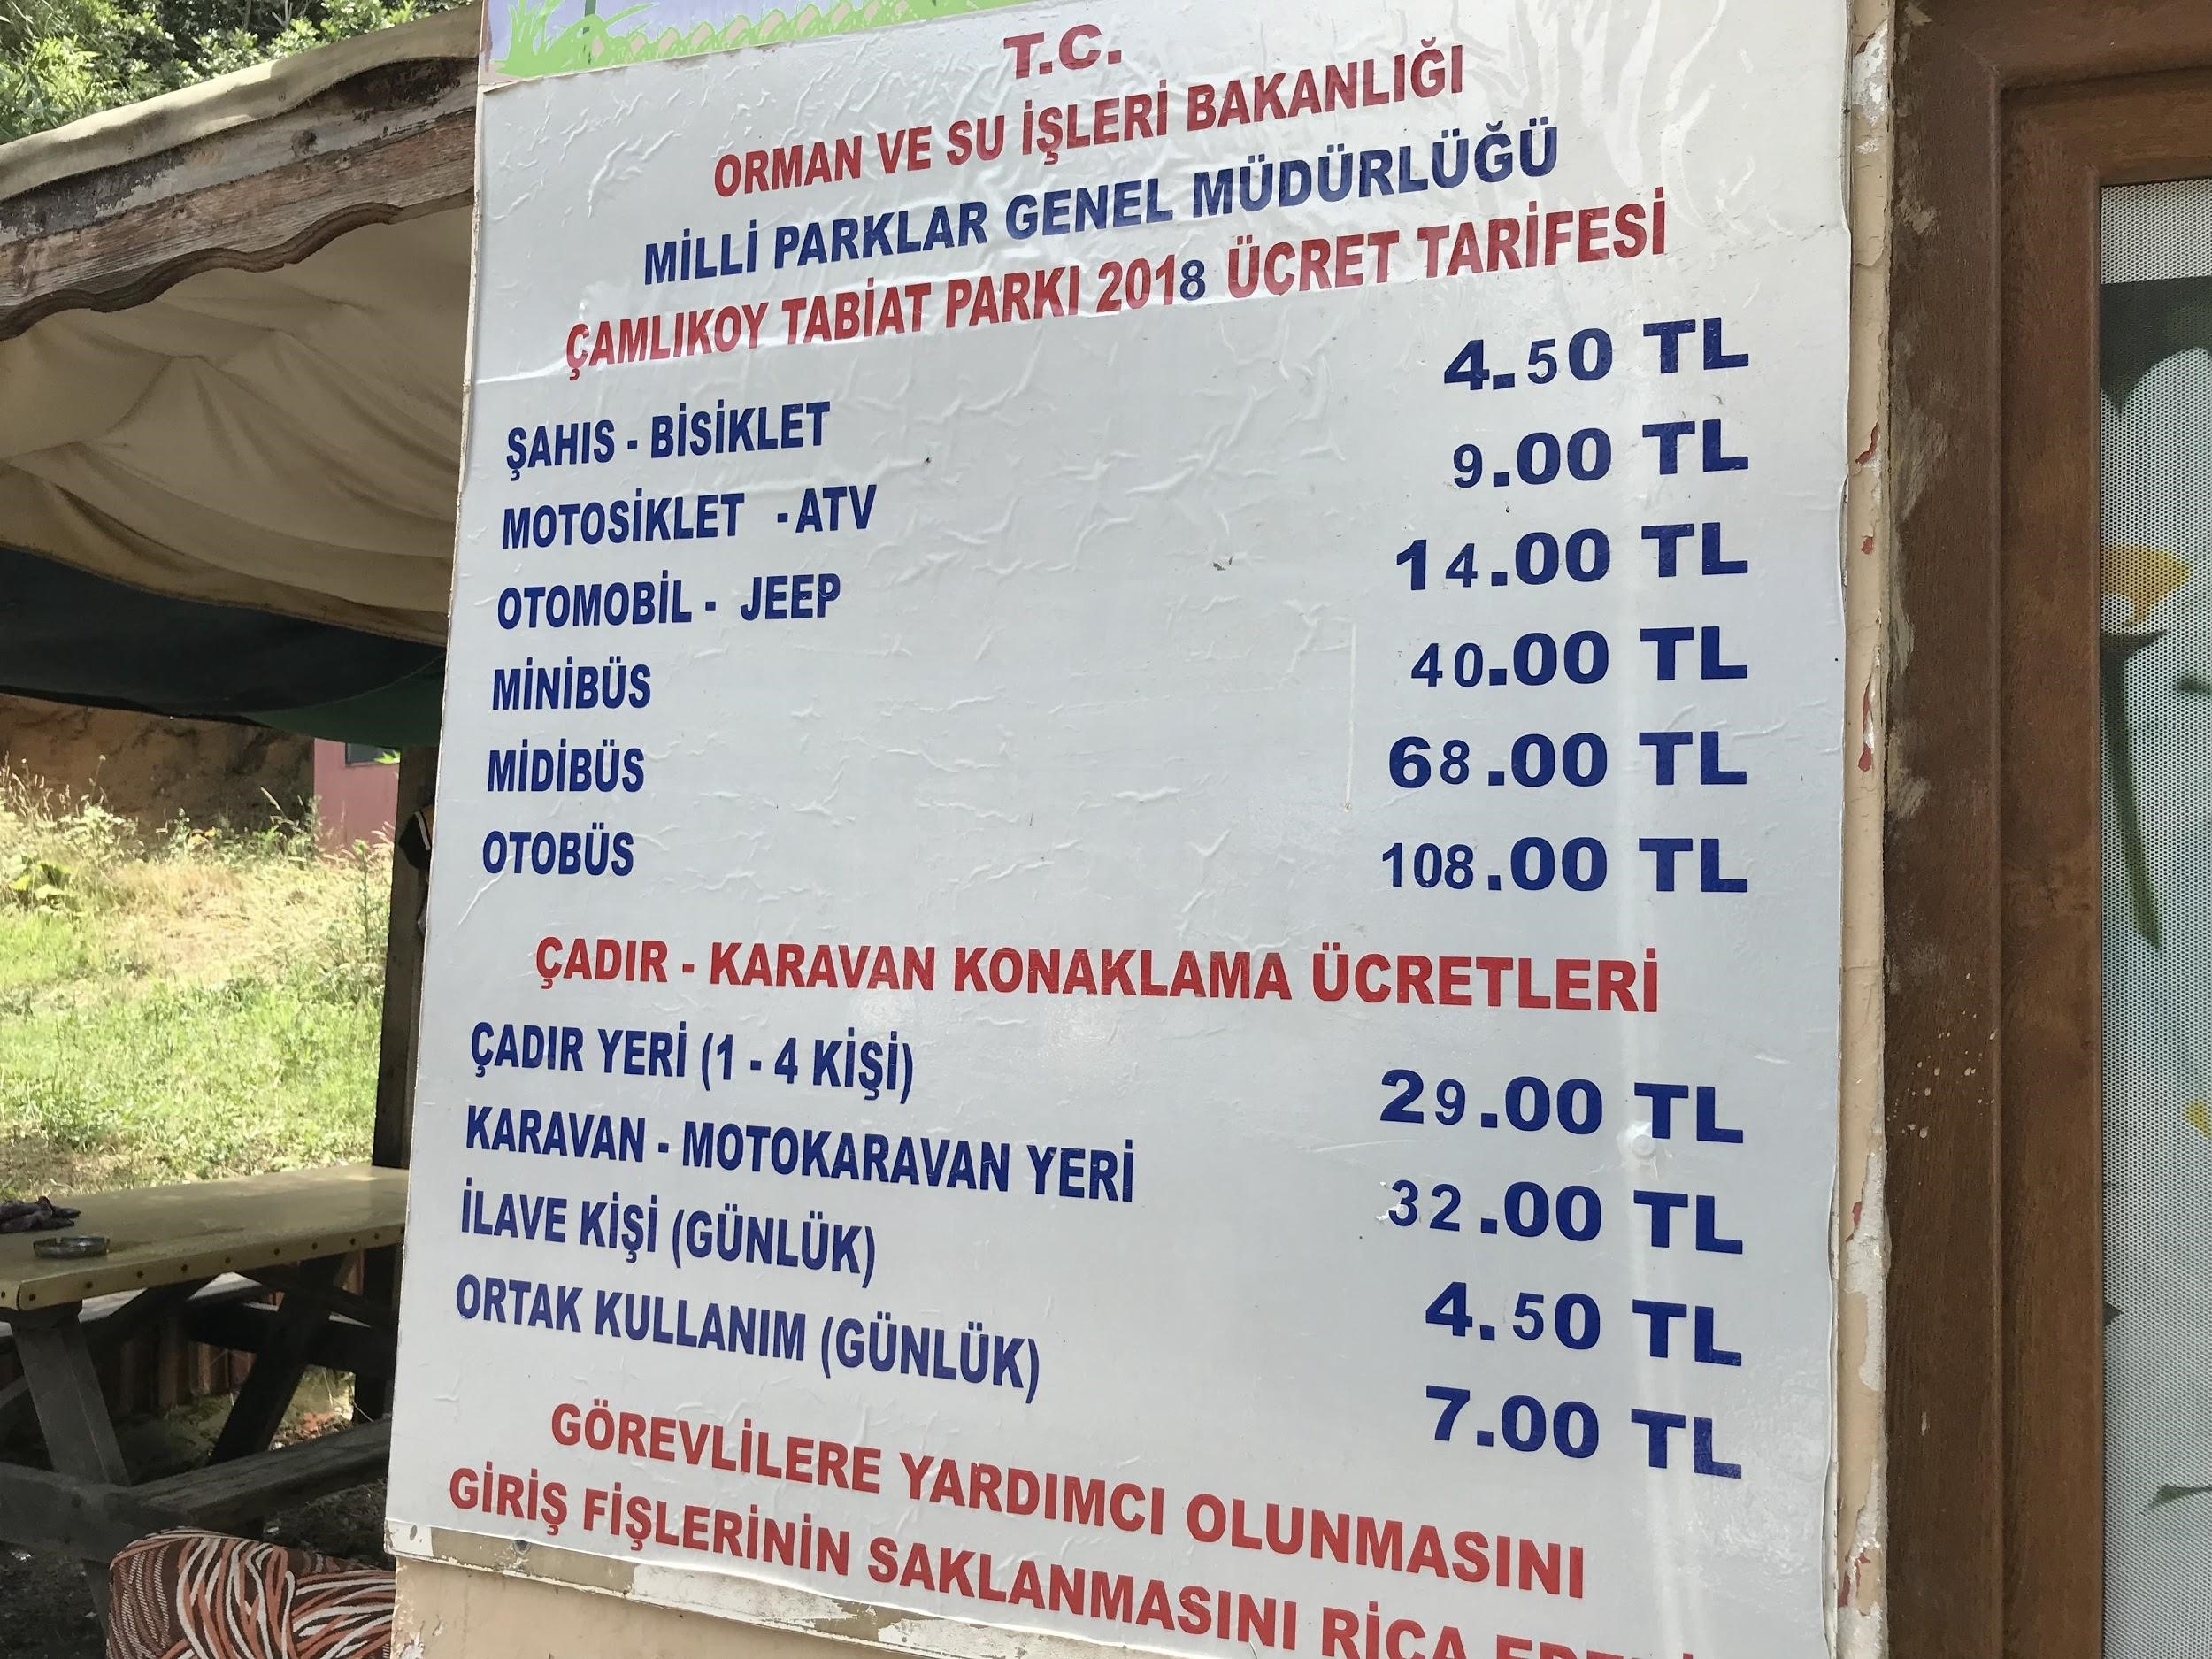 T.C.
ORMAN VE SU İŞLERİ BAKANLIĞI
MİLLİ PARKLAR GENEL MÜDÜRLÜĞÜ
ÇAMLIKOY TABİAT PARKI 2018 ÜCRET TARİFESİ
ŞAHIS - BİSİKLET 4.50 TL
MOTOSİKLET - ATV 9.00 TL
OTOMOBİL - JEEP 14.00 TL
MİNİBÜS 40.00 TL
MİDİBÜS 68.00 TL
OTOBÜS 108.00 TL
ÇADIR - KARAVAN KONAKLAMA ÜCRETLERİ
ÇADIR YERİ (1 - 4 KİŞİ) 29.00 TL
KARAVAN - MOTOKARAVAN YERİ 32.00 TL
İLAVE KİŞİ (GÜNLÜK) 4.50 TL
ORTAK KULLANIM (GÜNLÜK) 7.00 TL
GÖREVLİLERE YARDIMCI OLUNMASINI
GİRİŞ FİŞLERİNİN SAKLANMASINI RİCA